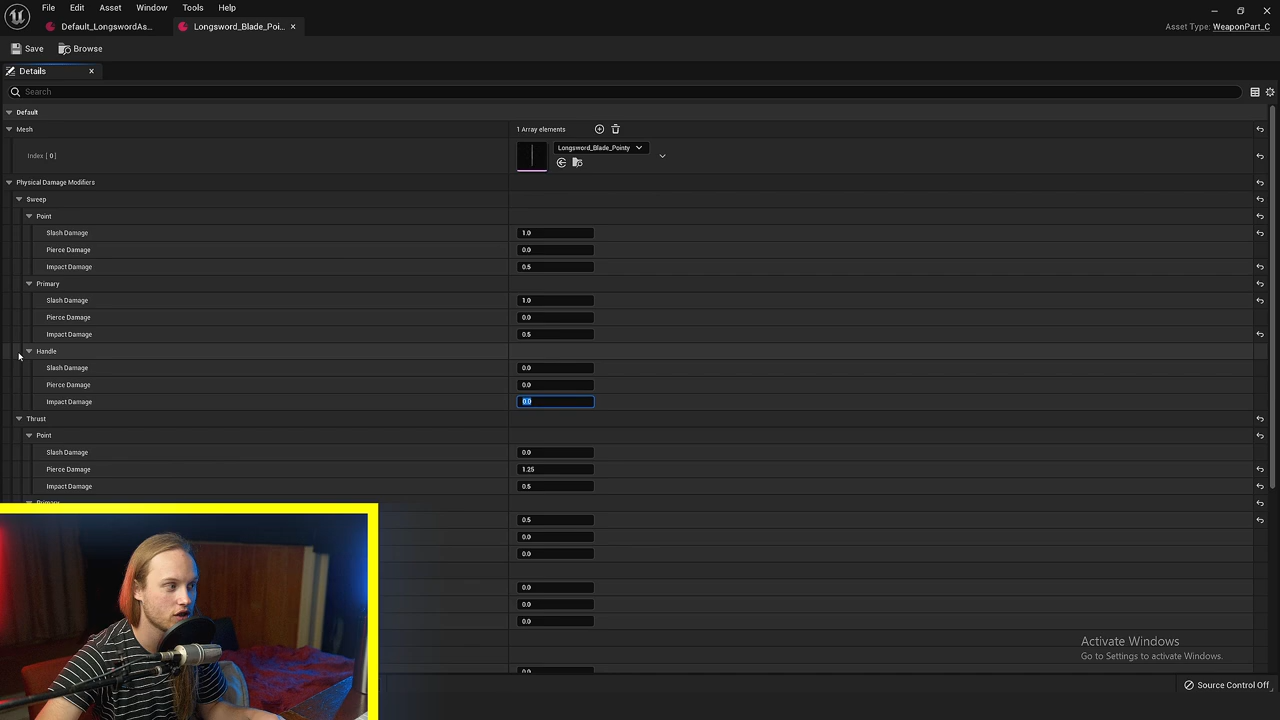 File Edit Asset Window Tools Help
Default_LongswordAs... Longsword_Blade_Poi...
Asset Type: WeaponPart_C
Save Browse
Details
Search
Default
Mesh 1 Array elements
Index [ 0 ] Longsword_Blade_Pointy
Physical Damage Modifiers
Sweep
Point
Slash Damage 1.0
Pierce Damage 0.0
Impact Damage 0.5
Primary
Slash Damage 1.0
Pierce Damage 0.0
Impact Damage 0.5
Handle
Slash Damage 0.0
Pierce Damage 0.0
Impact Damage 0.0
Thrust
Point
Slash Damage 0.0
Pierce Damage 1.25
Impact Damage 0.5
Primary
0.5
0.0
0.0
0.0
0.0
0.0
0.0
Activate Windows
Go to Settings to activate Windows.
Source Control Off